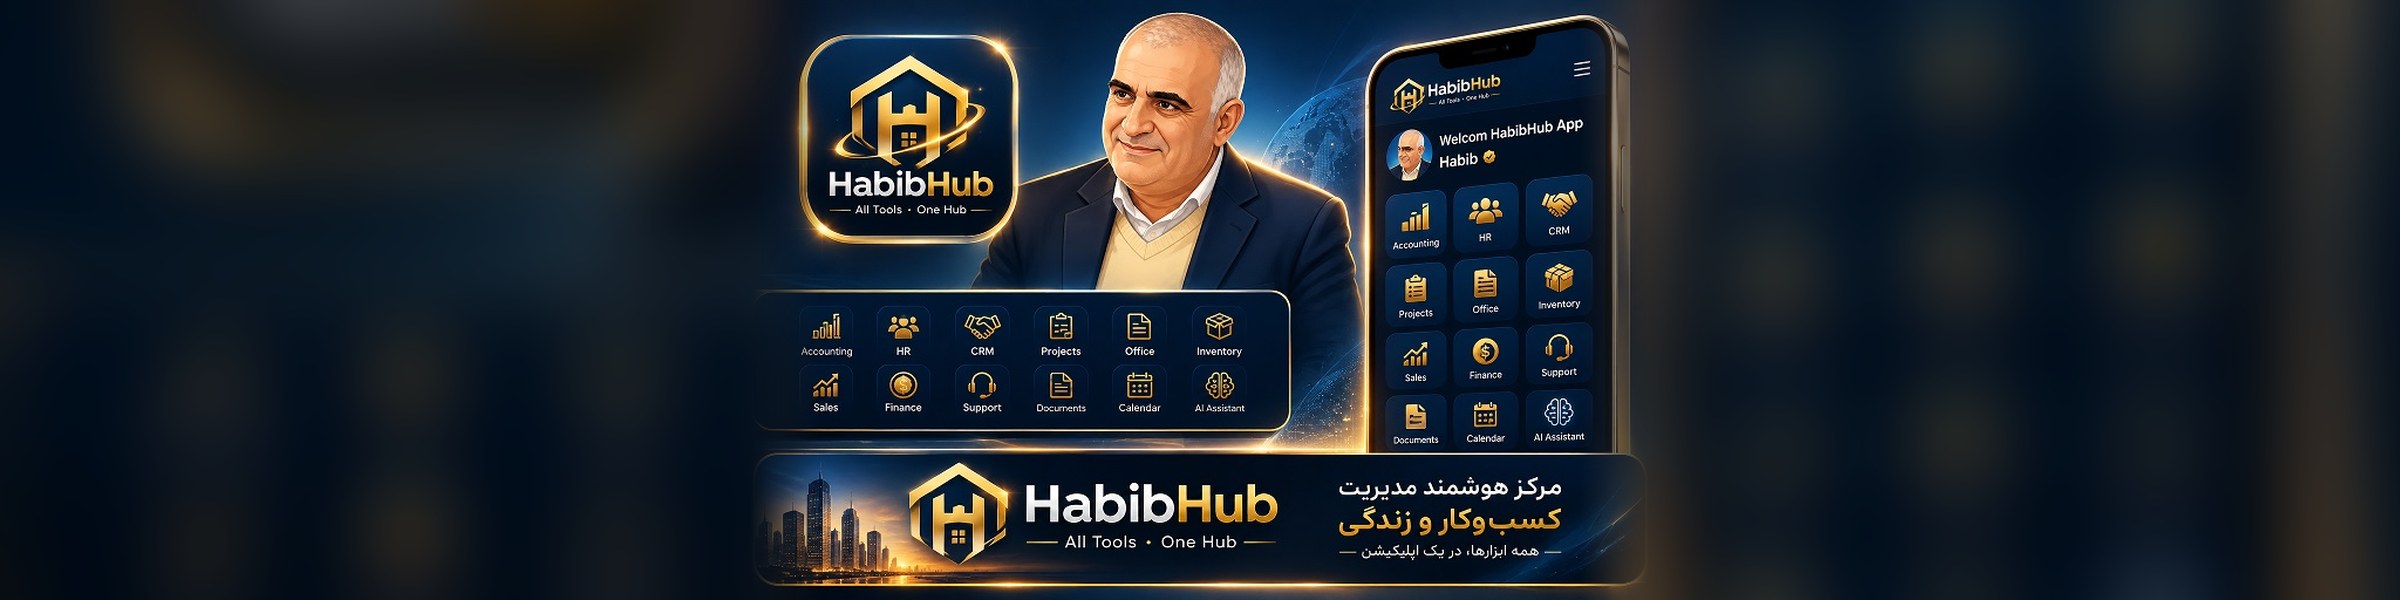 HabibHub
All Tools • One Hub
HabibHub
All Tools • One Hub
Welcom HabibHub App
Habib
Accounting
HR
CRM
Projects
Office
Inventory
Sales
Finance
Support
Documents
Calendar
AI Assistant
Accounting
HR
CRM
Projects
Office
Inventory
Sales
Finance
Support
Documents
Calendar
AI Assistant
HabibHub
All Tools • One Hub
مرکز هوشمند مدیریت
کسب‌وکار و زندگی
همه ابزارها، در یک اپلیکیشن